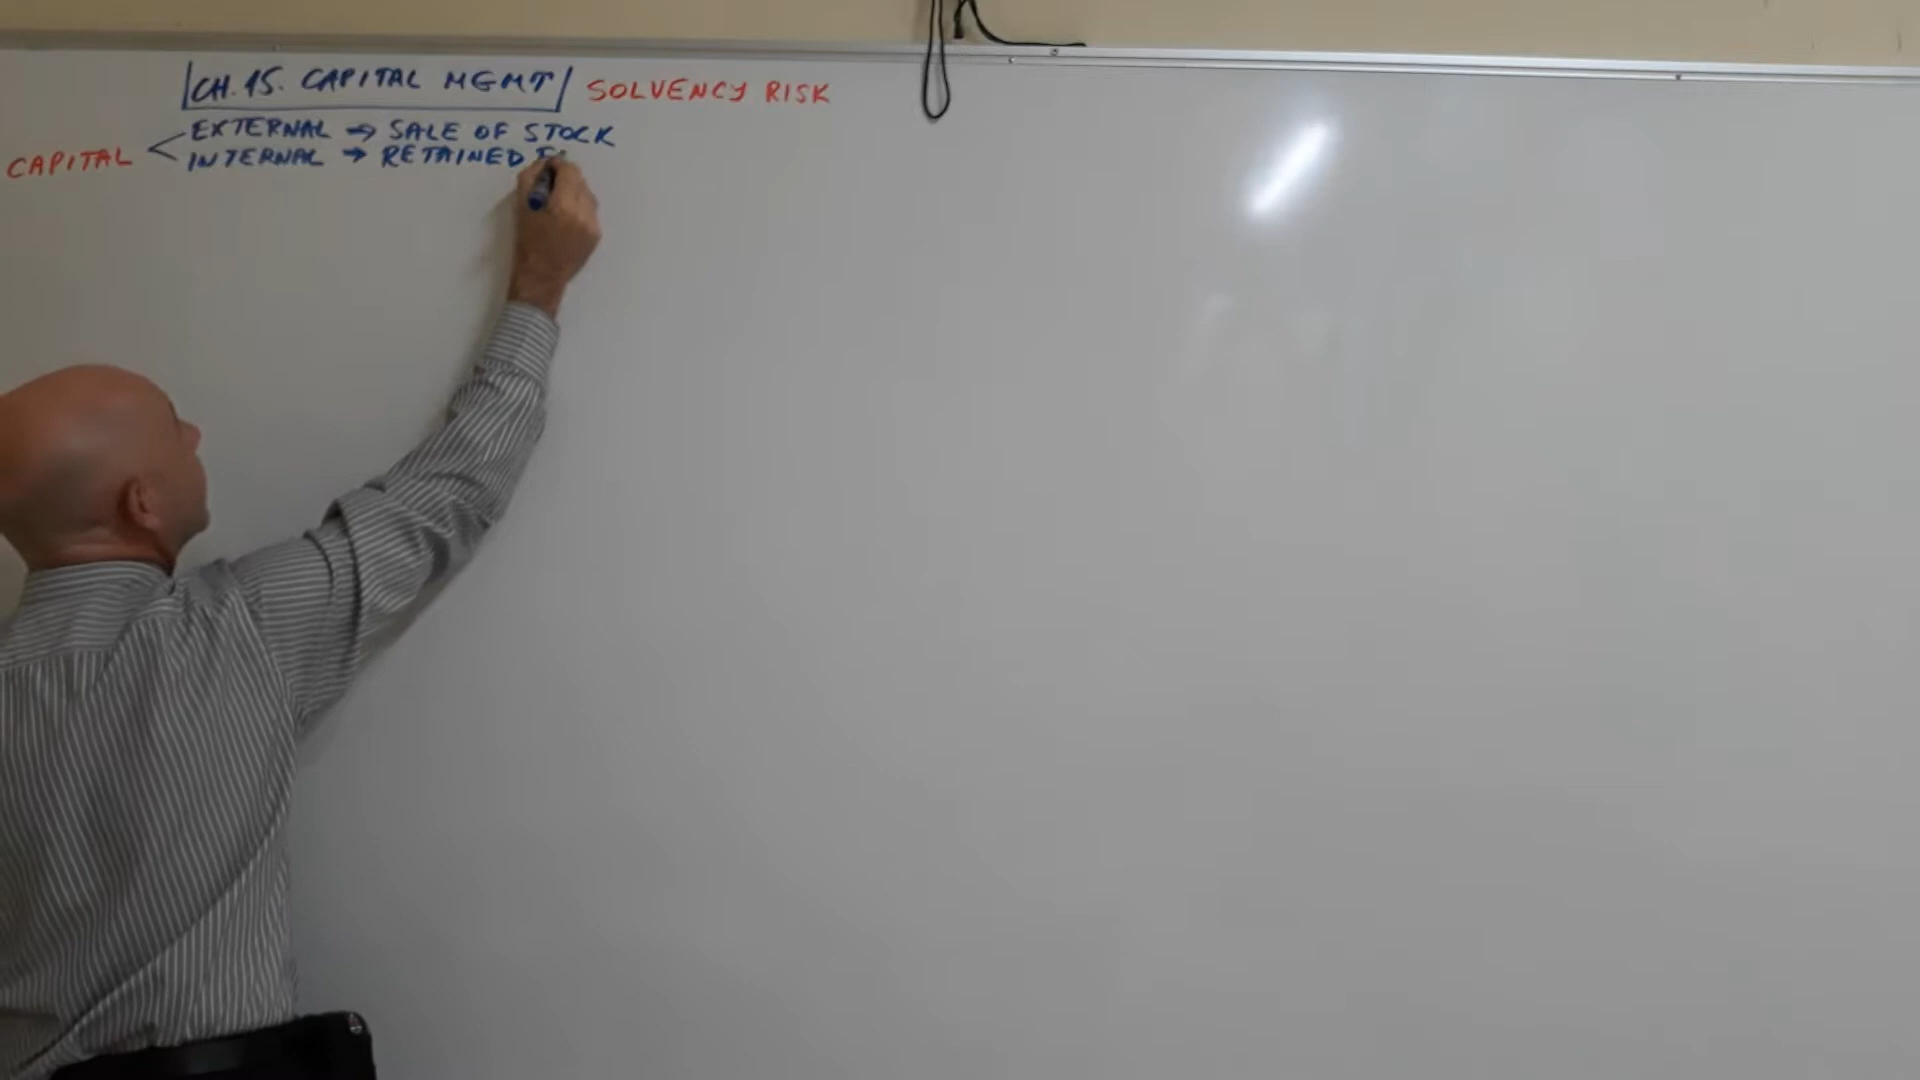 CH. 15. CAPITAL MGMT SOLVENCY RISK
CAPITAL
EXTERNAL → SALE OF STOCK
INTERNAL → RETAINED